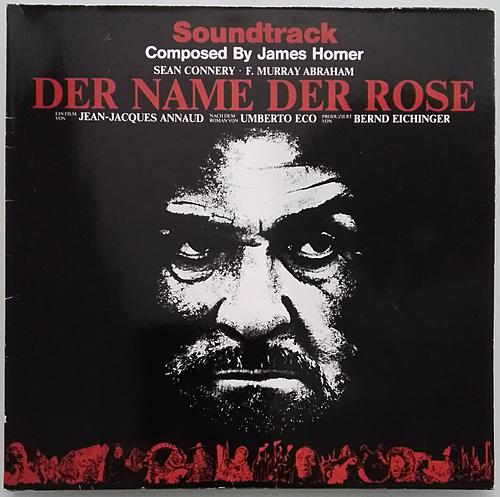 Soundtrack
Composed By James Horner
SEAN CONNERY · F. MURRAY ABRAHAM
DER NAME DER ROSE
EIN FILM VON JEAN-JACQUES ANNAUD NACH DEM ROMAN VON UMBERTO ECO PRODUZIERT VON BERND EICHINGER